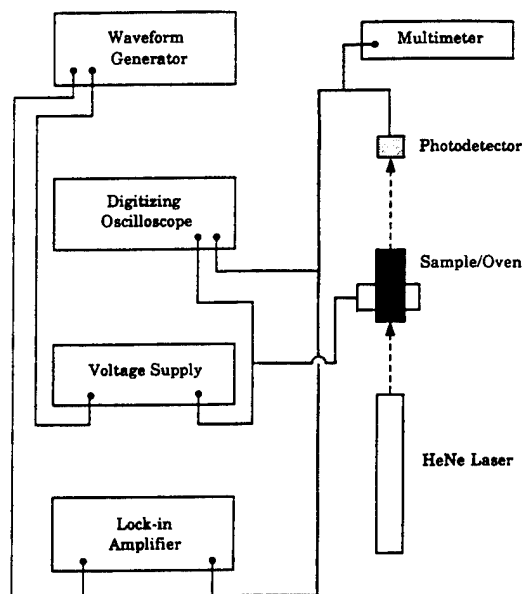 Waveform
Generator
Multimeter
Photodetector
Digitizing
Oscilloscope
Sample/Oven
Voltage Supply
HeNe Laser
Lock-in
Amplifier